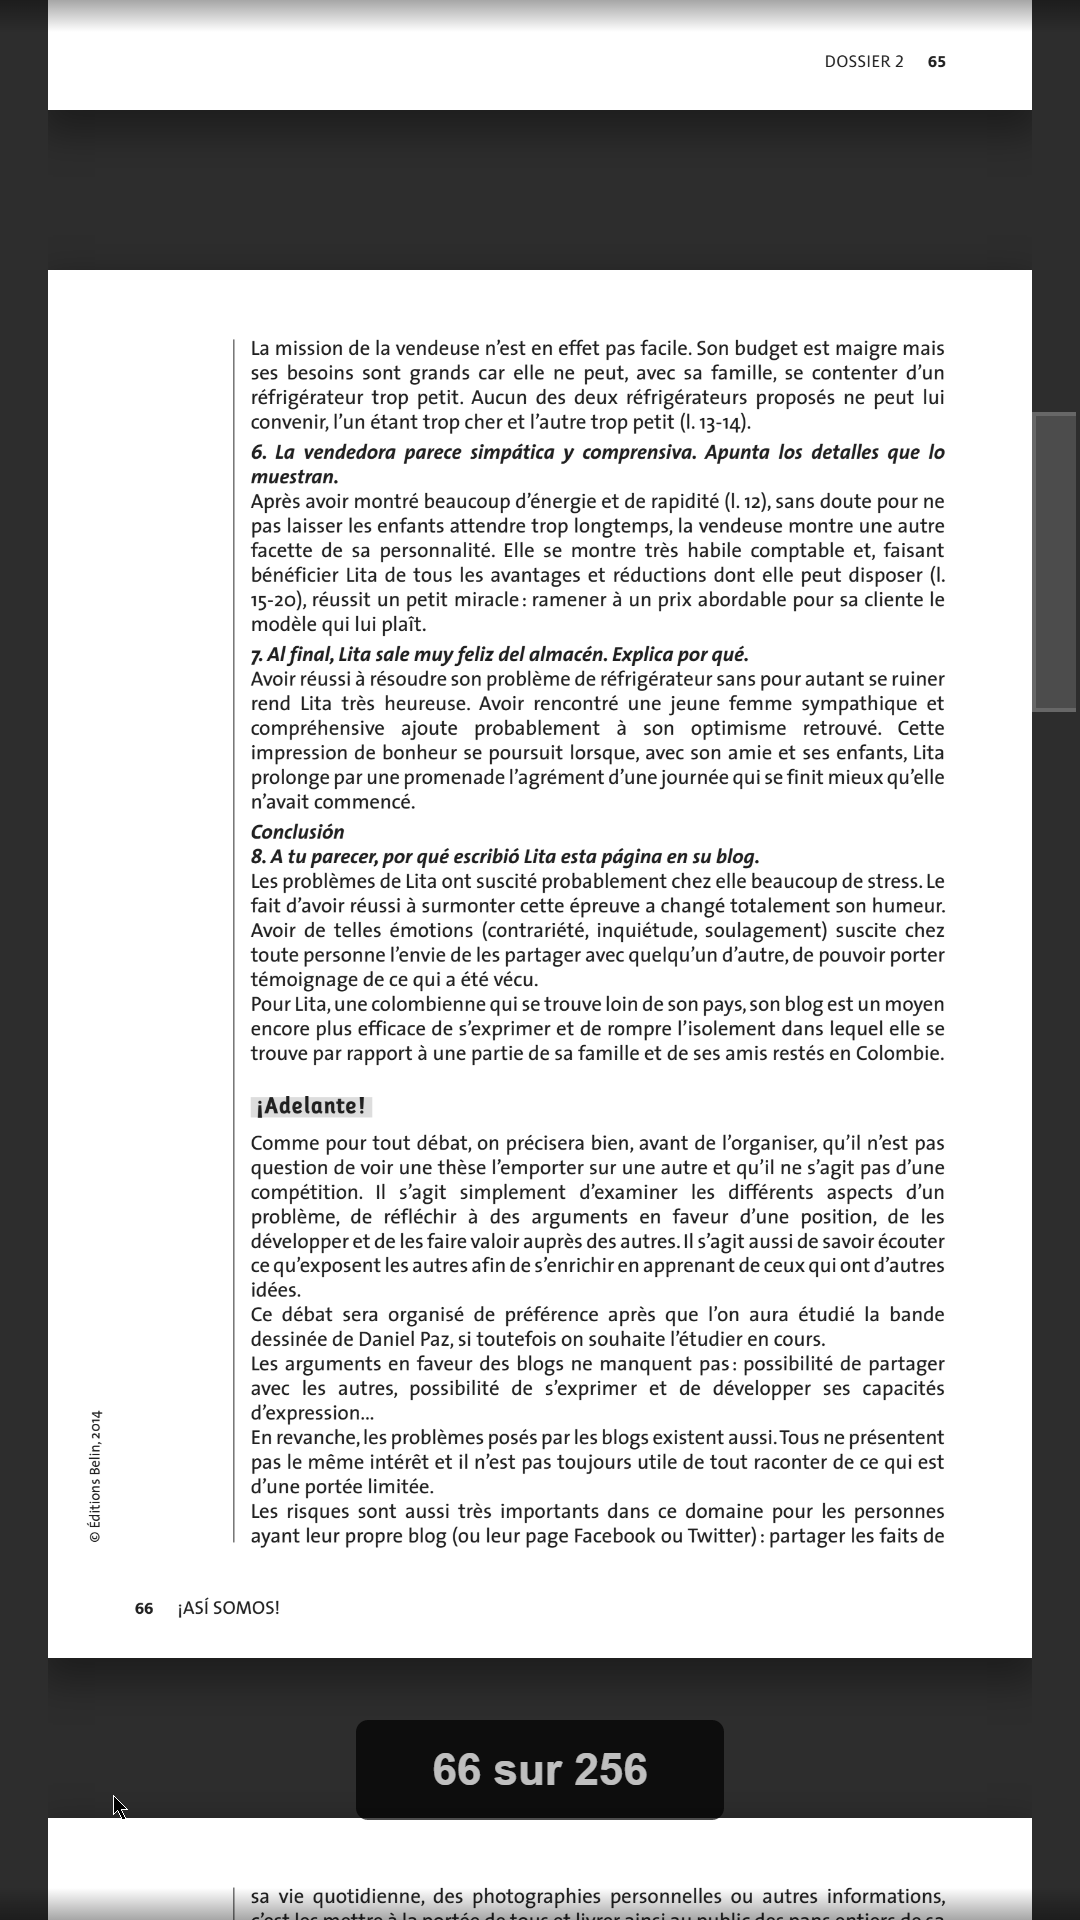 DOSSIER 2 65
La mission de la vendeuse n’est en effet pas facile. Son budget est maigre mais
ses besoins sont grands car elle ne peut, avec sa famille, se contenter d’un
réfrigérateur trop petit. Aucun des deux réfrigérateurs proposés ne peut lui
convenir, l’un étant trop cher et l’autre trop petit (l. 13-14).
6. La vendedora parece simpática y comprensiva. Apunta los detalles que lo
muestran.
Après avoir montré beaucoup d’énergie et de rapidité (l. 12), sans doute pour ne
pas laisser les enfants attendre trop longtemps, la vendeuse montre une autre
facette de sa personnalité. Elle se montre très habile comptable et, faisant
bénéficier Lita de tous les avantages et réductions dont elle peut disposer (l.
15-20), réussit un petit miracle : ramener à un prix abordable pour sa cliente le
modèle qui lui plaît.
7. Al final, Lita sale muy feliz del almacén. Explica por qué.
Avoir réussi à résoudre son problème de réfrigérateur sans pour autant se ruiner
rend Lita très heureuse. Avoir rencontré une jeune femme sympathique et
compréhensive ajoute probablement à son optimisme retrouvé. Cette
impression de bonheur se poursuit lorsque, avec son amie et ses enfants, Lita
prolonge par une promenade l’agrément d’une journée qui se finit mieux qu’elle
n’avait commencé.
Conclusión
8. A tu parecer, por qué escribió Lita esta página en su blog.
Les problèmes de Lita ont suscité probablement chez elle beaucoup de stress. Le
fait d’avoir réussi à surmonter cette épreuve a changé totalement son humeur.
Avoir de telles émotions (contrariété, inquiétude, soulagement) suscite chez
toute personne l’envie de les partager avec quelqu’un d’autre, de pouvoir porter
témoignage de ce qui a été vécu.
Pour Lita, une colombienne qui se trouve loin de son pays, son blog est un moyen
encore plus efficace de s’exprimer et de rompre l’isolement dans lequel elle se
trouve par rapport à une partie de sa famille et de ses amis restés en Colombie.
¡Adelante!
Comme pour tout débat, on précisera bien, avant de l’organiser, qu’il n’est pas
question de voir une thèse l’emporter sur une autre et qu’il ne s’agit pas d’une
compétition. Il s’agit simplement d’examiner les différents aspects d’un
problème, de réfléchir à des arguments en faveur d’une position, de les
développer et de les faire valoir auprès des autres. Il s’agit aussi de savoir écouter
ce qu’exposent les autres afin de s’enrichir en apprenant de ceux qui ont d’autres
idées.
Ce débat sera organisé de préférence après que l’on aura étudié la bande
dessinée de Daniel Paz, si toutefois on souhaite l’étudier en cours.
Les arguments en faveur des blogs ne manquent pas : possibilité de partager
avec les autres, possibilité de s’exprimer et de développer ses capacités
d’expression...
En revanche, les problèmes posés par les blogs existent aussi. Tous ne présentent
pas le même intérêt et il n’est pas toujours utile de tout raconter de ce qui est
d’une portée limitée.
Les risques sont aussi très importants dans ce domaine pour les personnes
ayant leur propre blog (ou leur page Facebook ou Twitter) : partager les faits de
© Éditions Belin, 2014
66 ¡ASÍ SOMOS!
66 sur 256
sa vie quotidienne, des photographies personnelles ou autres informations,
c’est les mettre à la portée de tous et livrer ainsi au public des pans entiers de sa